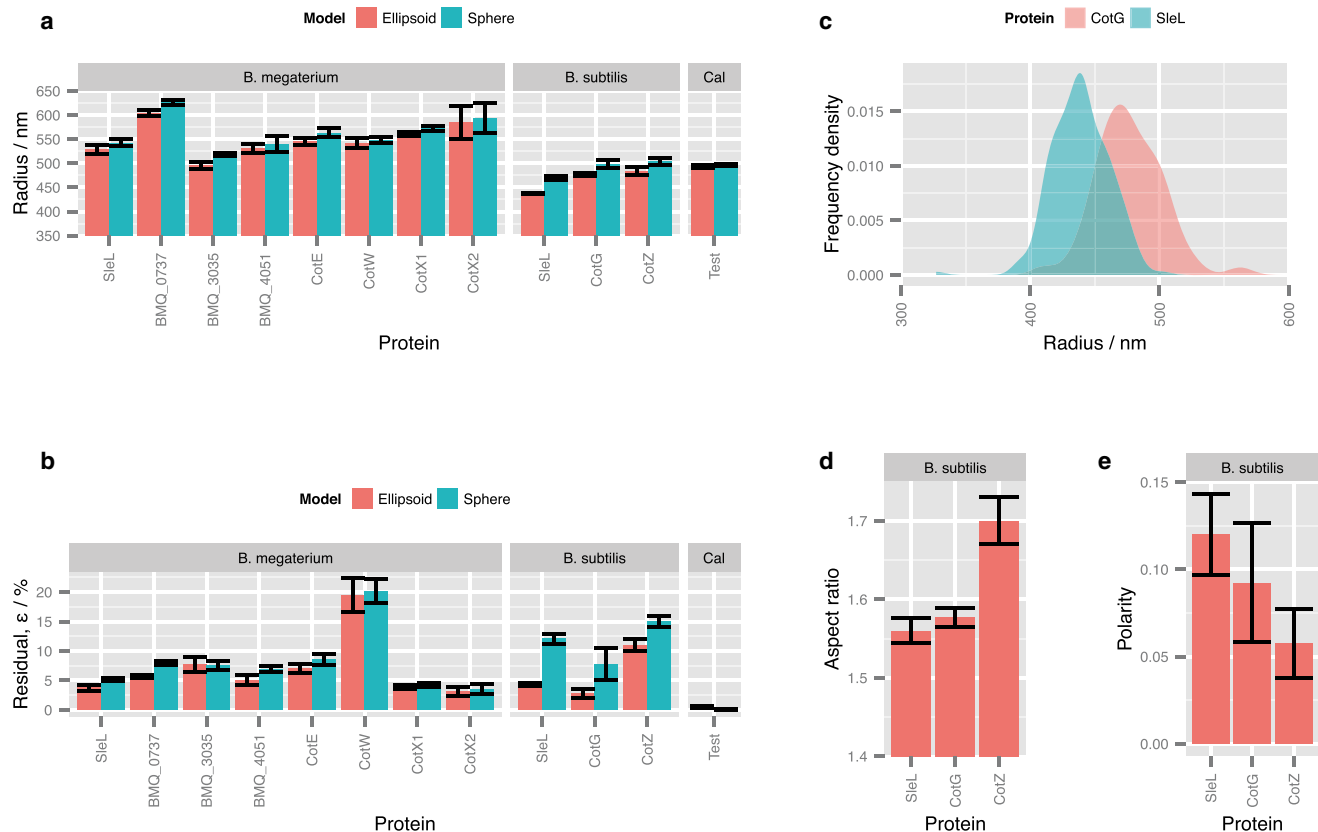 a
Model Ellipsoid Sphere
B. megaterium B. subtilis Cal
Radius / nm
650
600
550
500
450
400
350
SleL BMQ_0737 BMQ_3035 BMQ_4051 CotE CotW CotX1 CotX2 SleL CotG CotZ Test
Protein
c
Protein CotG SleL
Frequency density
0.015
0.010
0.005
0.000
300 400 500 600
Radius / nm
b
Model Ellipsoid Sphere
B. megaterium B. subtilis Cal
Residual, ε / %
20
15
10
5
0
SleL BMQ_0737 BMQ_3035 BMQ_4051 CotE CotW CotX1 CotX2 SleL CotG CotZ Test
Protein
d
B. subtilis
Aspect ratio
1.7
1.6
1.5
1.4
SleL CotG CotZ
Protein
e
B. subtilis
Polarity
0.15
0.10
0.05
0.00
SleL CotG CotZ
Protein